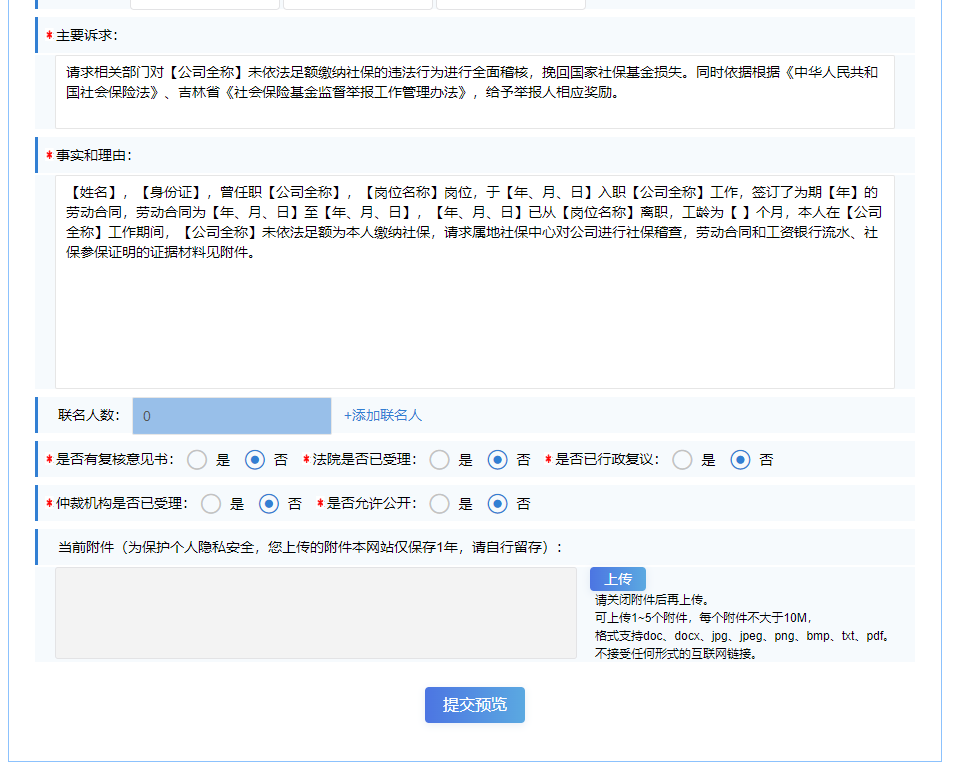 * 主要诉求：
请求相关部门对【公司全称】未依法足额缴纳社保的违法行为进行全面稽核，挽回国家社保基金损失。同时依据根据《中华人民共和
国社会保险法》、吉林省《社会保险基金监督举报工作管理办法》，给予举报人相应奖励。
* 事实和理由：
【姓名】，【身份证】，曾任职【公司全称】，【岗位名称】岗位，于【年、月、日】入职【公司全称】工作，签订了为期【年】的
劳动合同，劳动合同为【年、月、日】至【年、月、日】，【年、月、日】已从【岗位名称】离职，工龄为【 】个月，本人在【公司
全称】工作期间，【公司全称】未依法足额为本人缴纳社保，请求属地社保中心对公司进行社保稽查，劳动合同和工资银行流水、社
保参保证明的证据材料见附件。
联名人数： 0 +添加联名人
* 是否有复核意见书： 是 否 * 法院是否已受理： 是 否 * 是否已行政复议： 是 否
* 仲裁机构是否已受理： 是 否 * 是否允许公开： 是 否
当前附件（为保护个人隐私安全，您上传的附件本网站仅保存1年，请自行留存）：
上传
请关闭附件后再上传。
可上传1~5个附件，每个附件不大于10M，
格式支持doc、docx、jpg、jpeg、png、bmp、txt、pdf。
不接受任何形式的互联网链接。
提交预览